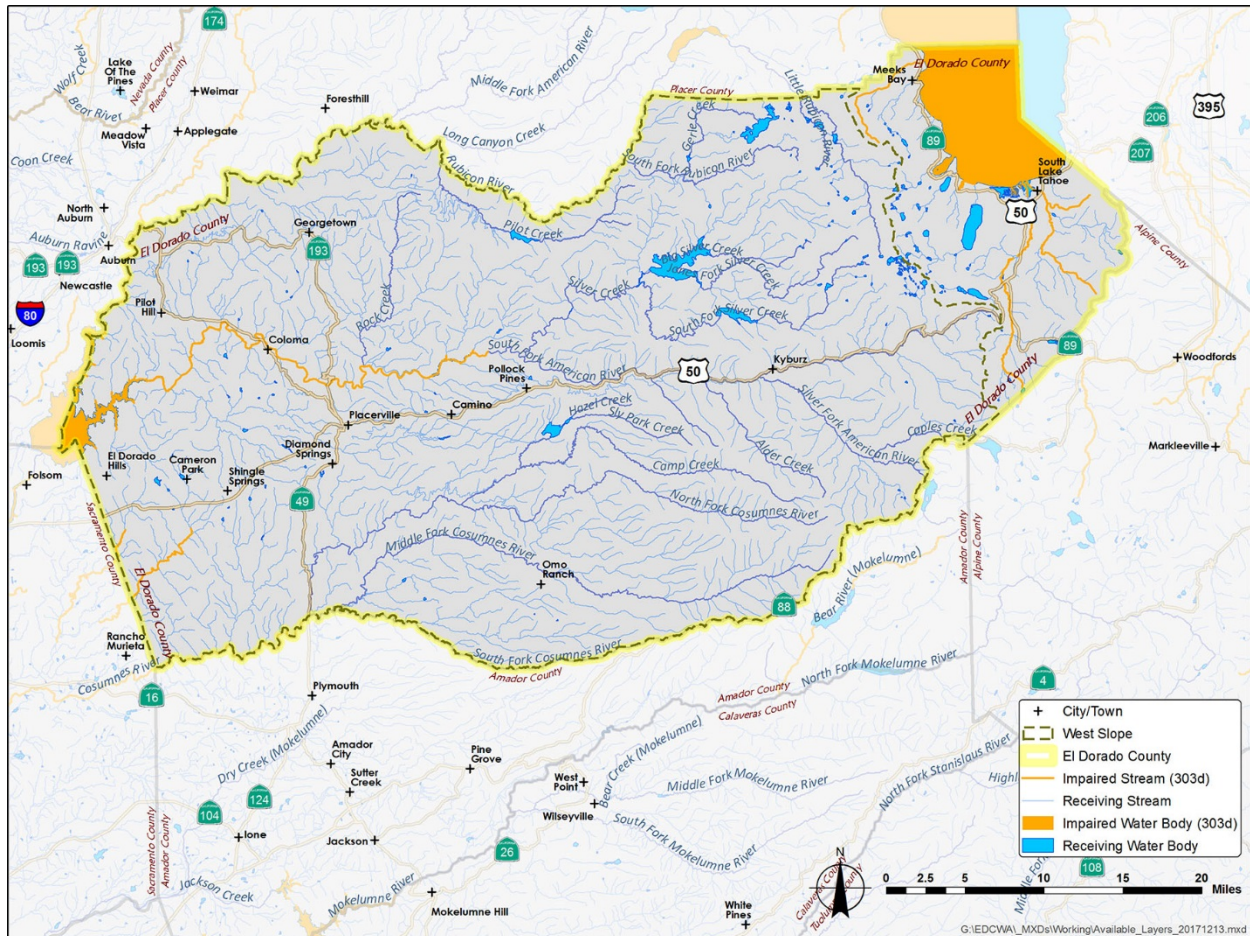 174
Lake
Of The
Pines
Weimar
Wolf Creek
Nevada County
Placer County
Bear River
Meadow
Vista
Applegate
Foresthill
Middle Fork American River
Long Canyon Creek
Placer County
Meeks
Bay
El Dorado County
395
206
207
89
Coon Creek
North
Auburn
Auburn Ravine
Auburn
193
193
Newcastle
80
Loomis
El Dorado County
Georgetown
193
Rubicon River
Pilot Creek
Gerle Creek
South Fork Rubicon River
Little Rubicon River
South
Lake
Tahoe
50
Alpine County
Pilot
Hill
Rock Creek
Silver Creek
Jones Fork Silver Creek
South Fork Silver Creek
Coloma
South Fork American River
Pollock
Pines
50
Kyburz
89
Woodfords
El Dorado County
Placerville
Camino
Hazel Creek
Sly Park Creek
Silver Fork American River
Caples Creek
Alder Creek
Markleeville
Folsom
El Dorado
Hills
Cameron
Park
Shingle
Springs
Diamond
Springs
49
Camp Creek
North Fork Cosumnes River
Sacramento County
El Dorado County
Middle Fork Cosumnes River
Omo
Ranch
88
Bear River (Mokelumne)
Amador County
Alpine County
Rancho
Murieta
Cosumnes River
16
South Fork Cosumnes River
Amador County
Plymouth
North Fork Mokelumne River
Amador County
Calaveras County
4
Dry Creek (Mokelumne)
Amador
City
Sutter
Creek
Pine
Grove
West
Point
Bear Creek (Mokelumne)
Wilseyville
Middle Fork Mokelumne River
North Fork Stanislaus River
104
124
Ione
Jackson
26
South Fork Mokelumne River
Sacramento County
Amador County
Jackson Creek
Mokelumne River
Mokelumne Hill
White
Pines
Calaveras County
Tuolumne County
108
City/Town
West Slope
El Dorado County
Impaired Stream (303d)
Receiving Stream
Impaired Water Body (303d)
Receiving Water Body
N
0 2.5 5 10 15 20
Miles
G:\EDCWA\_MXDs\Working\Available_Layers_20171213.mxd